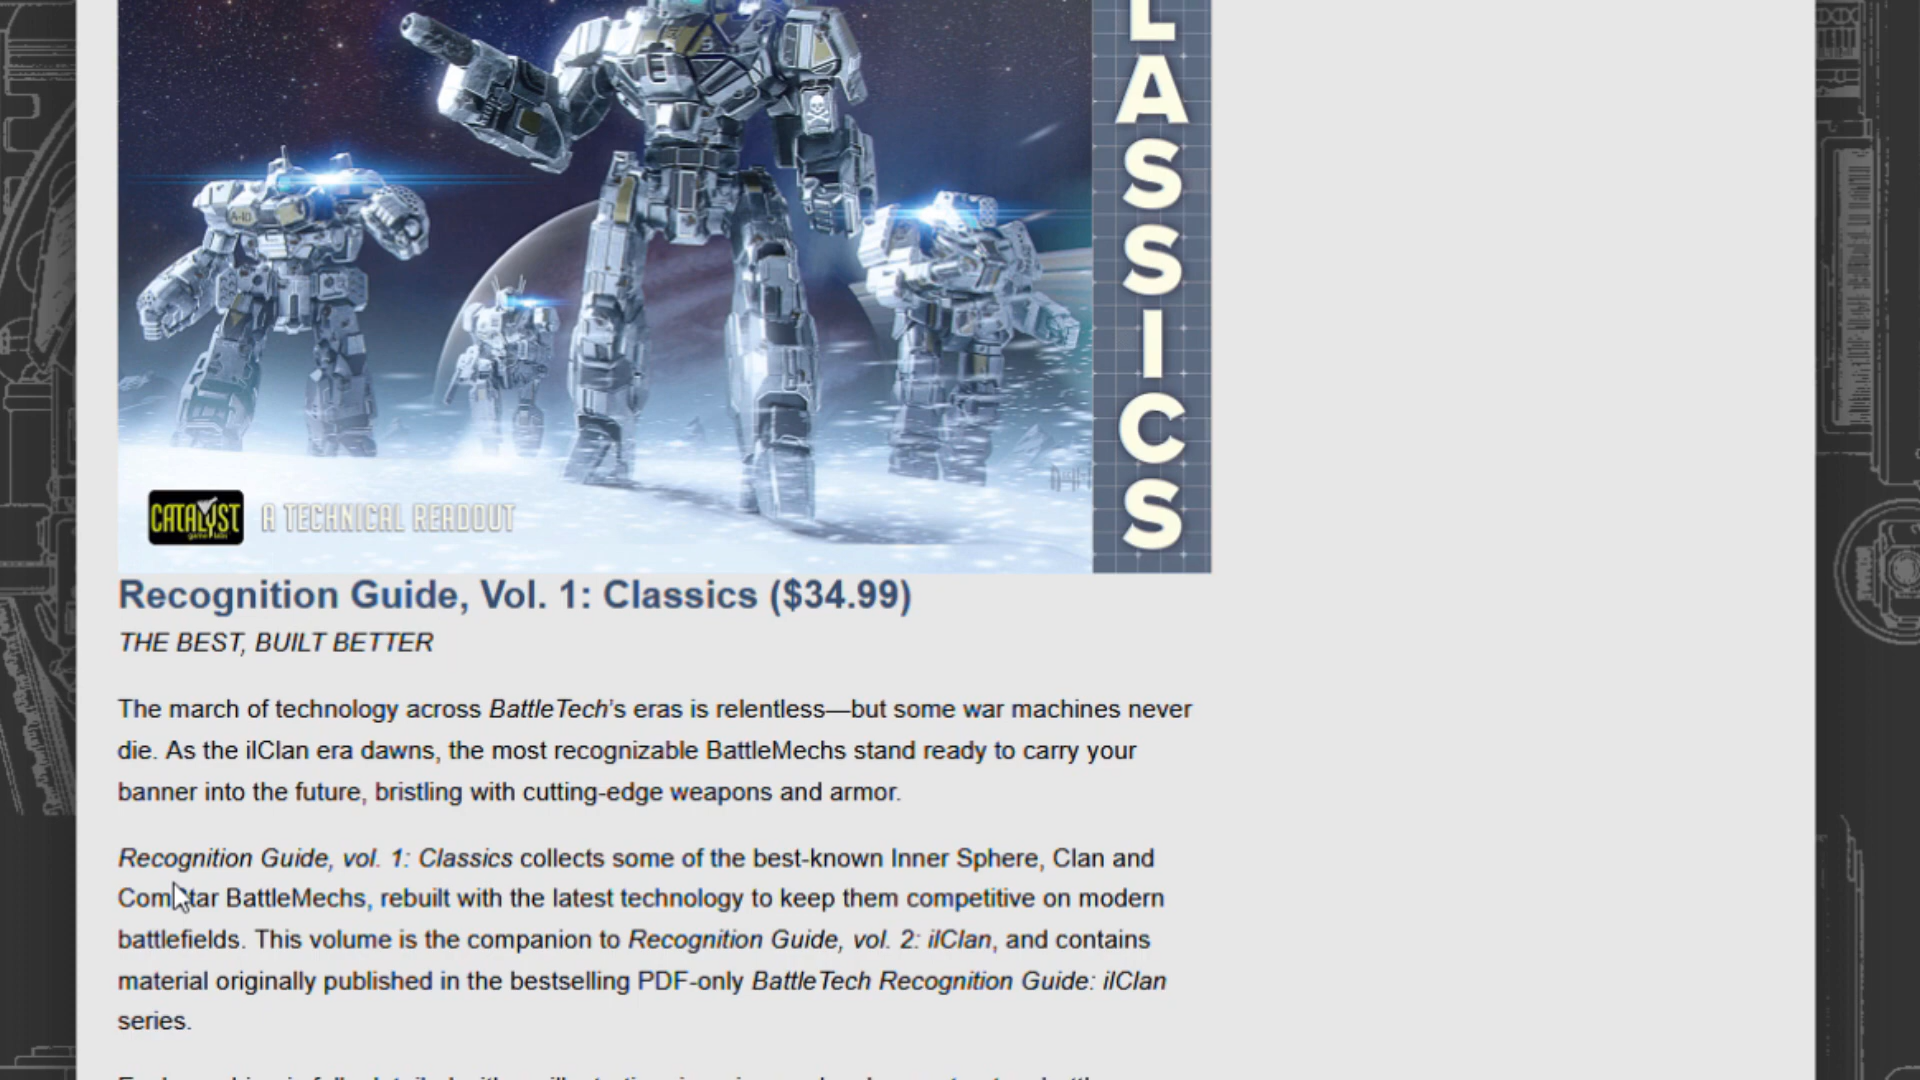 LASSICS
A-10
CATALYST
game labs
A TECHNICAL READOUT
Recognition Guide, Vol. 1: Classics ($34.99)
THE BEST, BUILT BETTER
The march of technology across BattleTech's eras is relentless—but some war machines never
die. As the ilClan era dawns, the most recognizable BattleMechs stand ready to carry your
banner into the future, bristling with cutting-edge weapons and armor.
Recognition Guide, vol. 1: Classics collects some of the best-known Inner Sphere, Clan and
ComStar BattleMechs, rebuilt with the latest technology to keep them competitive on modern
battlefields. This volume is the companion to Recognition Guide, vol. 2: ilClan, and contains
material originally published in the bestselling PDF-only BattleTech Recognition Guide: ilClan
series.